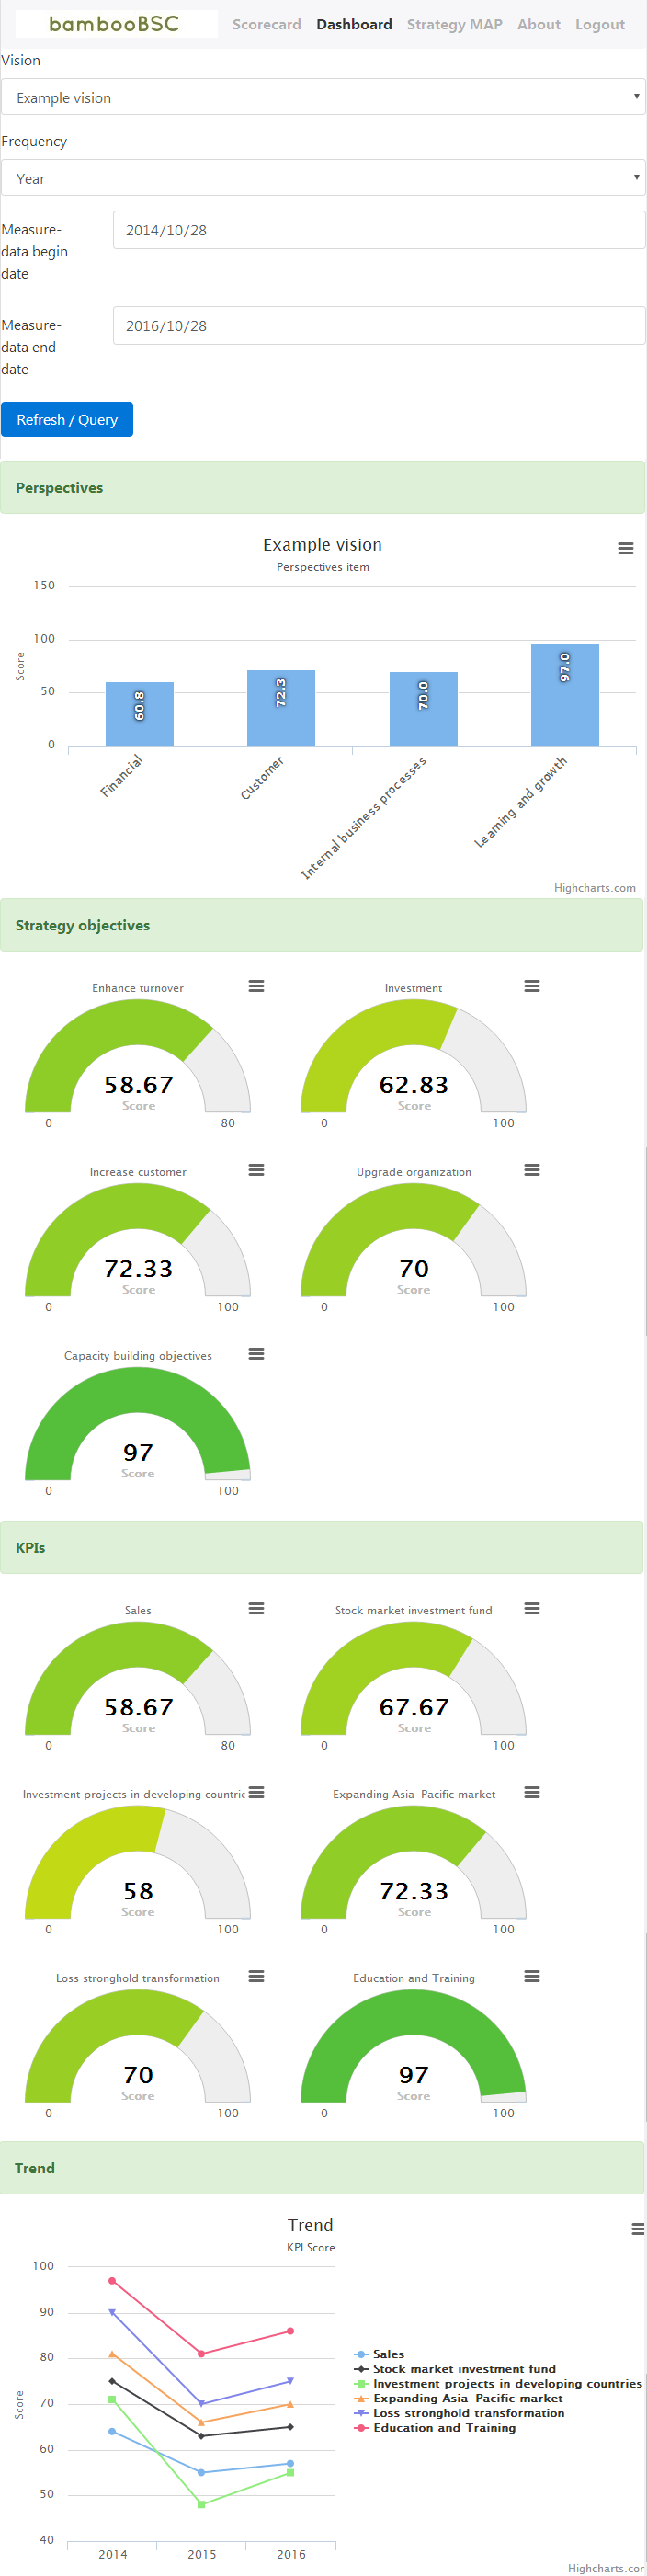 bambooBSC Scorecard Dashboard Strategy MAP About Logout
Vision
Example vision
Frequency
Year
Measure-
data begin
date
2014/10/28
Measure-
data end
date
2016/10/28
Refresh / Query
Perspectives
Example vision
Perspectives item
150
100
50
0
Score
60.8
72.3
70.0
97.0
Financial
Customer
Internal business processes
Learning and growth
Highcharts.com
Strategy objectives
Enhance turnover
58.67
Score
0 80
Investment
62.83
Score
0 100
Increase customer
72.33
Score
0 100
Upgrade organization
70
Score
0 100
Capacity building objectives
97
Score
0 100
KPIs
Sales
58.67
Score
0 80
Stock market investment fund
67.67
Score
0 100
Investment projects in developing countrie
58
Score
0 100
Expanding Asia-Pacific market
72.33
Score
0 100
Loss stronghold transformation
70
Score
0 100
Education and Training
97
Score
0 100
Trend
Trend
KPI Score
100
90
80
70
60
50
40
Score
2014 2015 2016
Sales
Stock market investment fund
Investment projects in developing countries
Expanding Asia-Pacific market
Loss stronghold transformation
Education and Training
Highcharts.cor